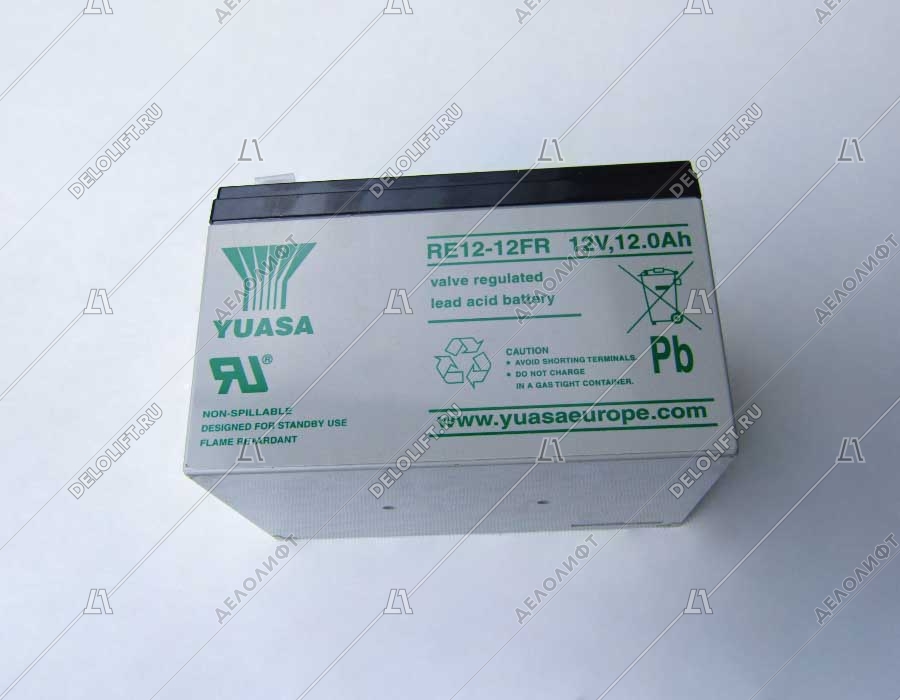 RE12-12FR 12V,12.0Ah
valve regulated
lead acid battery
YUASA
Pb
CAUTION
• AVOID SHORTING TERMINALS.
• DO NOT CHARGE
IN A GAS TIGHT CONTAINER.
NON-SPILLABLE
DESIGNED FOR STANDBY USE
FLAME RETARDANT
www.yuasaeurope.com
DELOLIFT.RU
ДЕЛОЛИФТ